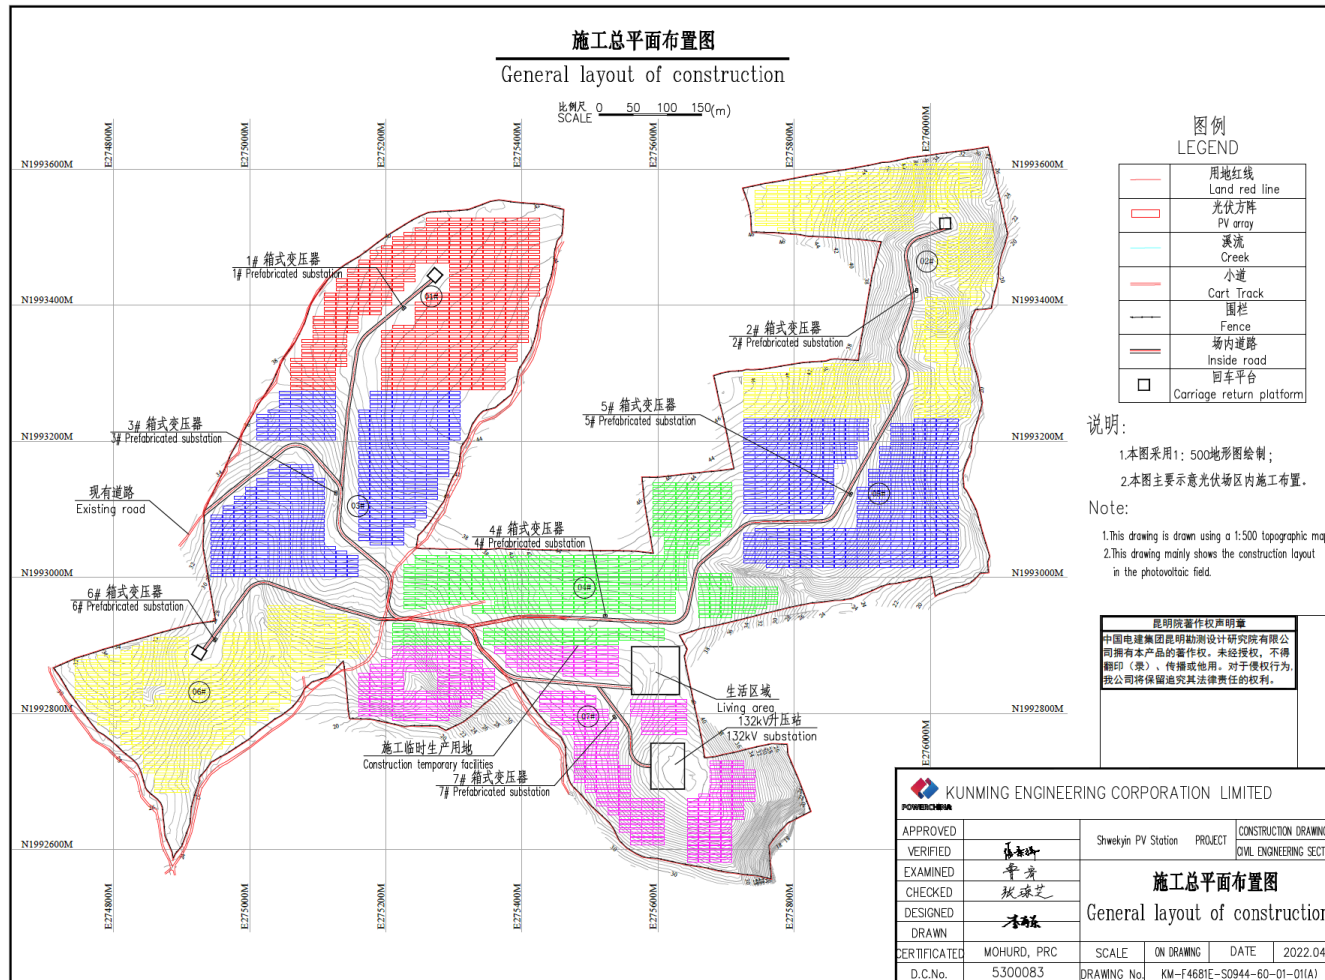 施工总平面布置图
General layout of construction
比例尺
SCALE
0 50 100 150(m)
E274800M
E275000M
E275200M
E275400M
E275600M
E275800M
E276000M
N1993600M
N1993600M
图例
LEGEND
用地红线
Land red line
光伏方阵
PV array
溪流
Creek
小道
Cart Track
围栏
Fence
场内道路
Inside road
回车平台
Carriage return platform
1# 箱式变压器
1# Prefabricated substation
01#
02#
N1993400M
N1993400M
2# 箱式变压器
2# Prefabricated substation
3# 箱式变压器
3# Prefabricated substation
5# 箱式变压器
5# Prefabricated substation
N1993200M
N1993200M
现有道路
Existing road
03#
05#
4# 箱式变压器
4# Prefabricated substation
N1993000M
N1993000M
04#
6# 箱式变压器
6# Prefabricated substation
06#
07#
生活区域
Living area
132kV升压站
132kV substation
N1992800M
N1992800M
施工临时生产用地
Construction temporary facilities
7# 箱式变压器
7# Prefabricated substation
N1992600M
E274800M
E275000M
E275200M
E275400M
E275600M
E275800M
E276000M
说明:
1.本图采用1: 500地形图绘制;
2.本图主要示意光伏场区内施工布置。
Note:
1.This drawing is drawn using a 1:500 topographic map
2.This drawing mainly shows the construction layout
in the photovoltaic field.
昆明院著作权声明章
中国电建集团昆明勘测设计研究院有限公
司拥有本产品的著作权。未经授权，不得
翻印（录）、传播或他用。对于侵权行为,
我公司将保留追究其法律责任的权利。
POWERCHINA
KUNMING ENGINEERING CORPORATION LIMITED
APPROVED
VERIFIED
EXAMINED
CHECKED
DESIGNED
DRAWN
CERTIFICATED MOHURD, PRC
D.C.No. 5300083
Shwekyin PV Station PROJECT
CONSTRUCTION DRAWING
CIVIL ENGINEERING SECT
施工总平面布置图
General layout of construction
SCALE ON DRAWING DATE 2022.04
DRAWING No. KM-F4681E-S0944-60-01-01(A)